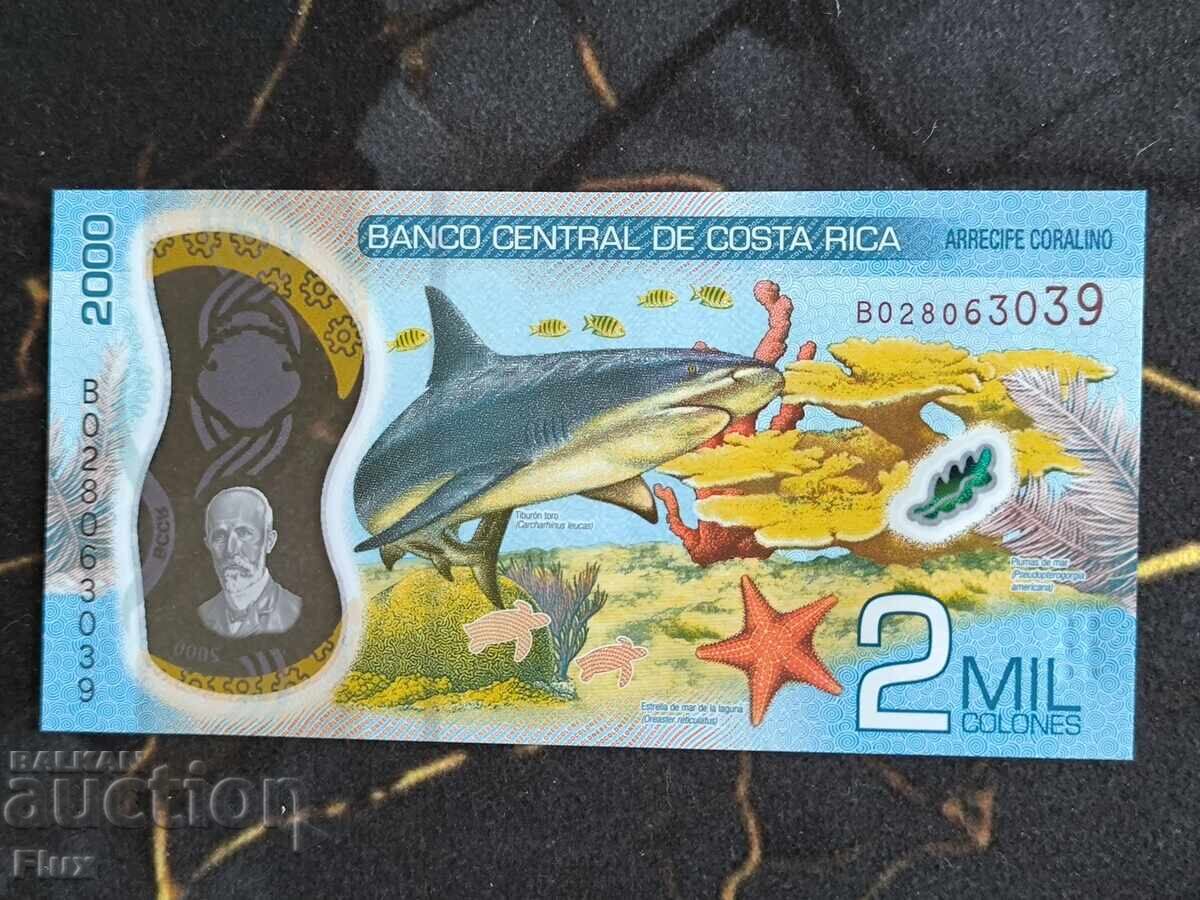 2000
B028063039
BANCO CENTRAL DE COSTA RICA
ARRECIFE CORALINO
B028063039
BCCR
2000
Tiburón toro
(Carcharhinus leucas)
Plumas de mar
(Pseudopterogorgia
americana)
Estrella de mar de la laguna
(Oreaster reticulatus)
2 MIL
COLONES
BALKAN
auction
Flux